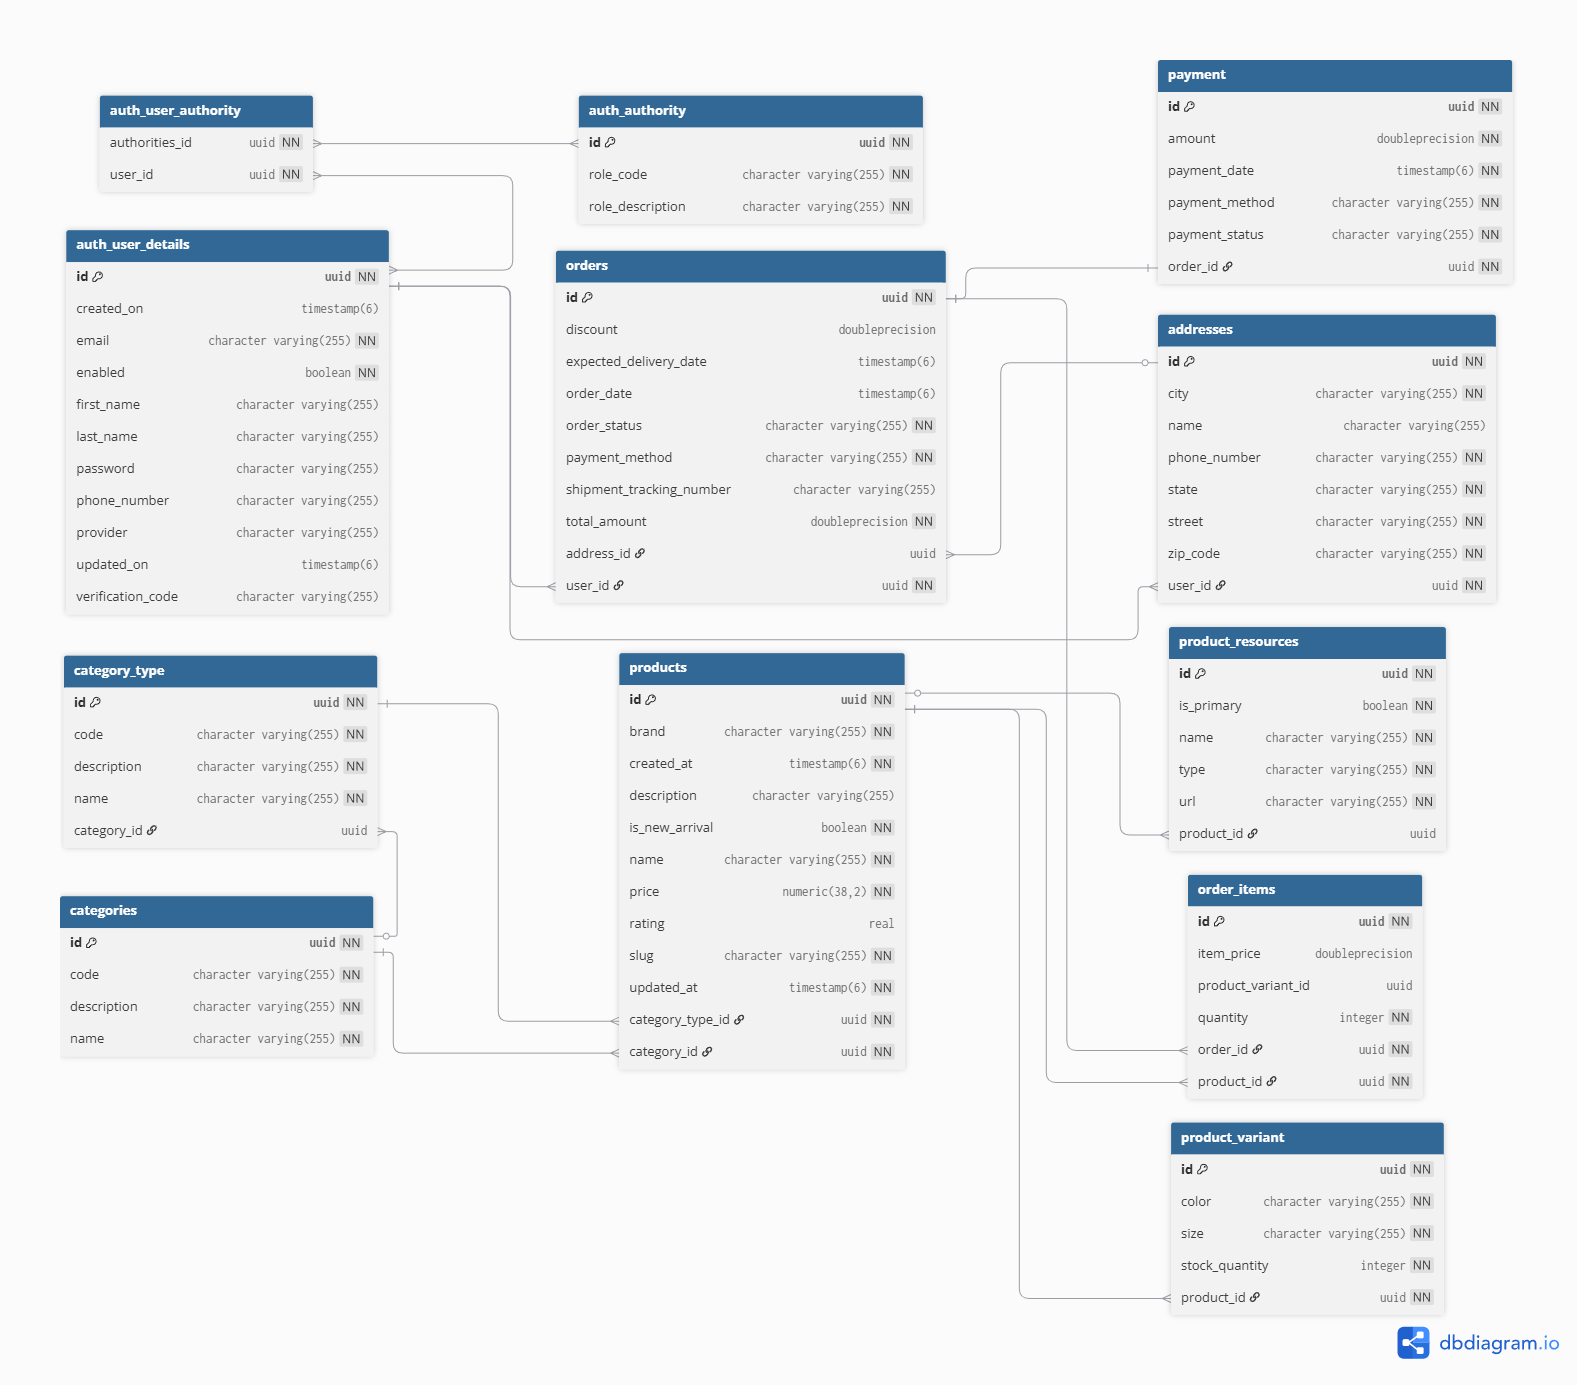 auth_user_authority
authorities_id uuid NN
user_id uuid NN
auth_authority
id uuid NN
role_code character varying(255) NN
role_description character varying(255) NN
payment
id uuid NN
amount doubleprecision NN
payment_date timestamp(6) NN
payment_method character varying(255) NN
payment_status character varying(255) NN
order_id uuid NN
auth_user_details
id uuid NN
created_on timestamp(6)
email character varying(255) NN
enabled boolean NN
first_name character varying(255)
last_name character varying(255)
password character varying(255)
phone_number character varying(255)
provider character varying(255)
updated_on timestamp(6)
verification_code character varying(255)
orders
id uuid NN
discount doubleprecision
expected_delivery_date timestamp(6)
order_date timestamp(6)
order_status character varying(255) NN
payment_method character varying(255) NN
shipment_tracking_number character varying(255)
total_amount doubleprecision NN
address_id uuid
user_id uuid NN
addresses
id uuid NN
city character varying(255) NN
name character varying(255)
phone_number character varying(255) NN
state character varying(255) NN
street character varying(255) NN
zip_code character varying(255) NN
user_id uuid NN
category_type
id uuid NN
code character varying(255) NN
description character varying(255) NN
name character varying(255) NN
category_id uuid
categories
id uuid NN
code character varying(255) NN
description character varying(255) NN
name character varying(255) NN
products
id uuid NN
brand character varying(255) NN
created_at timestamp(6) NN
description character varying(255)
is_new_arrival boolean NN
name character varying(255) NN
price numeric(38,2) NN
rating real
slug character varying(255) NN
updated_at timestamp(6) NN
category_type_id uuid NN
category_id uuid NN
product_resources
id uuid NN
is_primary boolean NN
name character varying(255) NN
type character varying(255) NN
url character varying(255) NN
product_id uuid
order_items
id uuid NN
item_price doubleprecision
product_variant_id uuid
quantity integer NN
order_id uuid NN
product_id uuid NN
product_variant
id uuid NN
color character varying(255) NN
size character varying(255) NN
stock_quantity integer NN
product_id uuid NN
dbdiagram.io